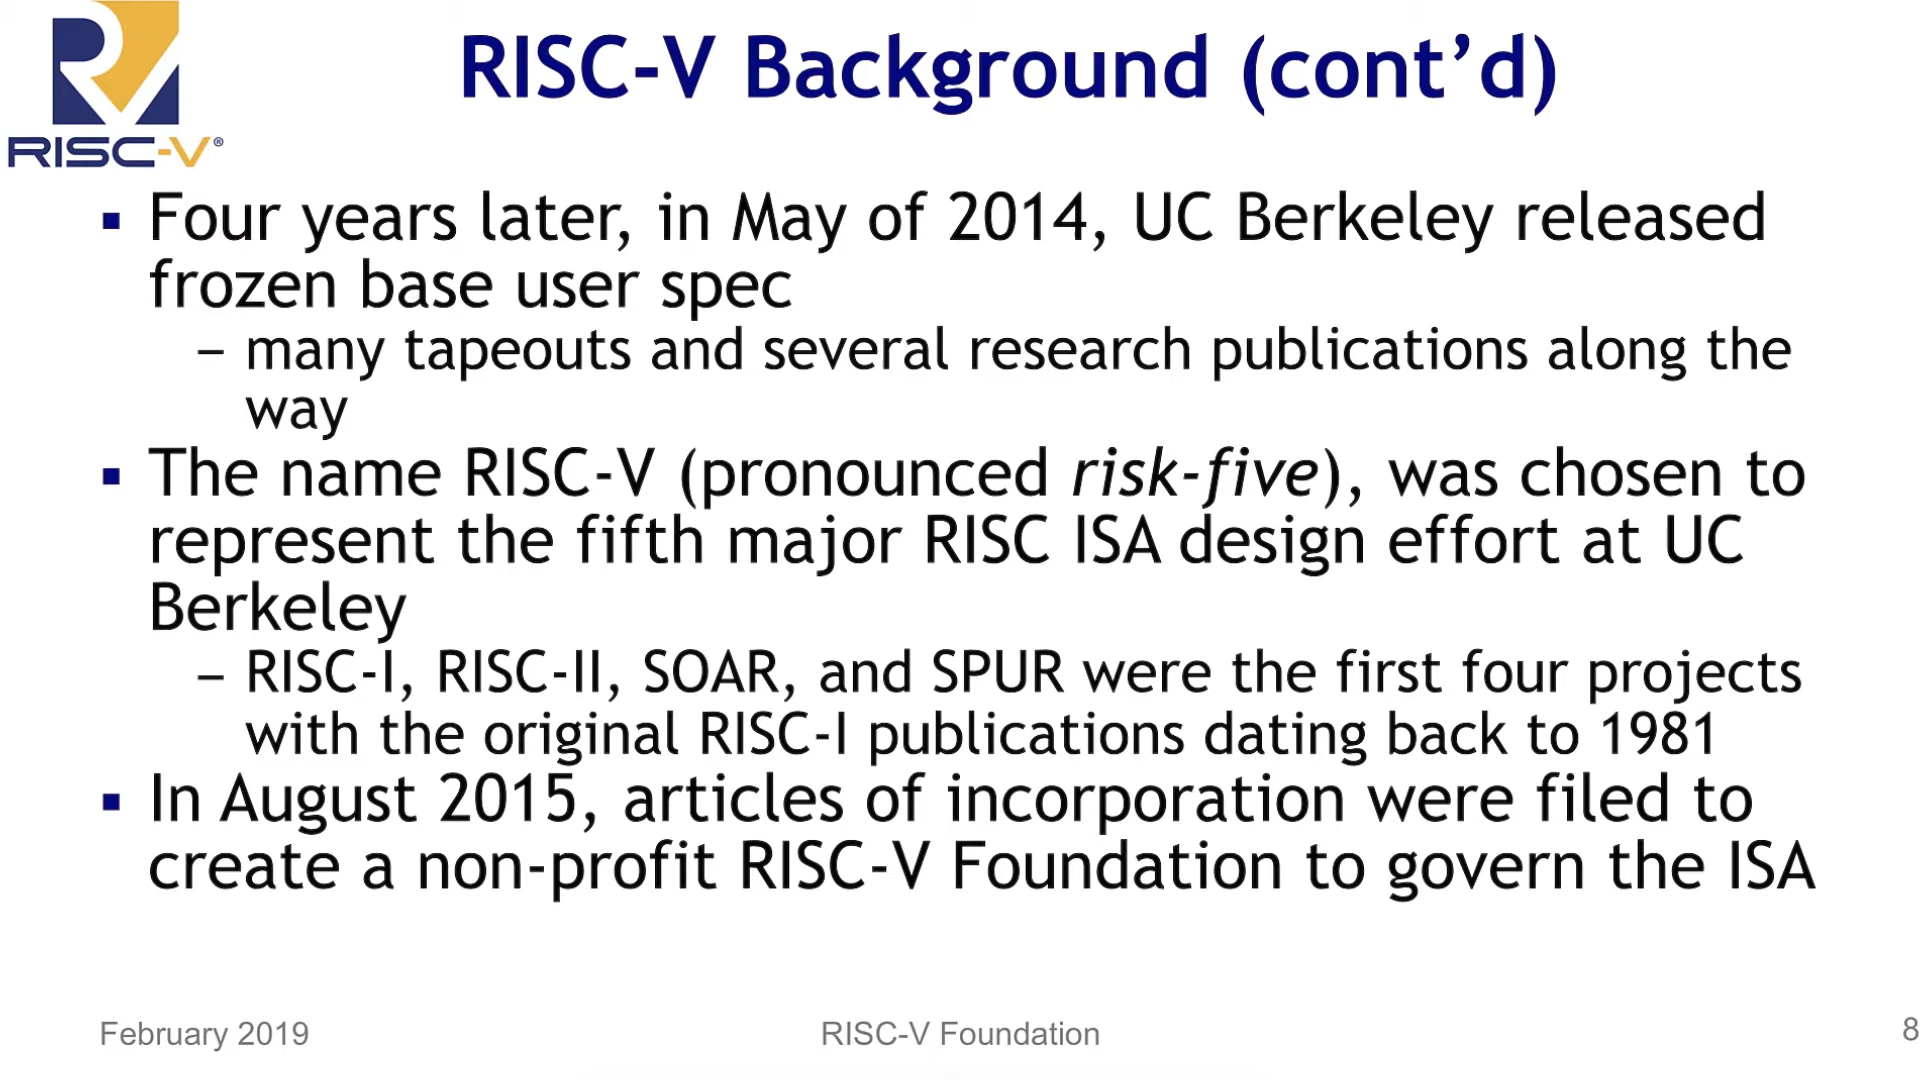 RISC-V®
RISC-V Background (cont’d)
▪ Four years later, in May of 2014, UC Berkeley released
frozen base user spec
– many tapeouts and several research publications along the
way
▪ The name RISC-V (pronounced risk-five), was chosen to
represent the fifth major RISC ISA design effort at UC
Berkeley
– RISC-I, RISC-II, SOAR, and SPUR were the first four projects
with the original RISC-I publications dating back to 1981
▪ In August 2015, articles of incorporation were filed to
create a non-profit RISC-V Foundation to govern the ISA
February 2019
RISC-V Foundation
8